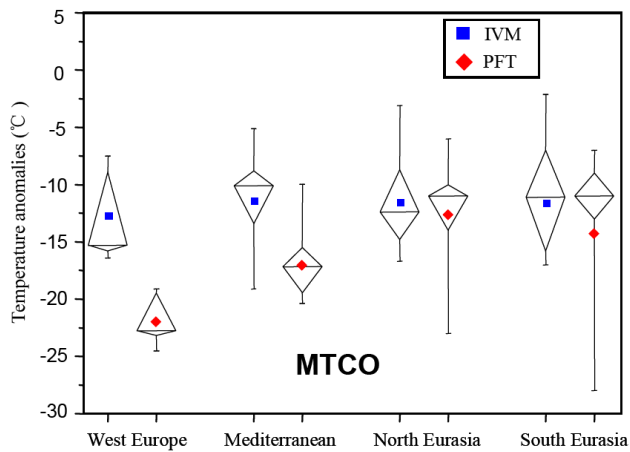 Temperature anomalies (℃)
5
0
-5
-10
-15
-20
-25
-30
IVM
PFT
MTCO
West Europe
Mediterranean
North Eurasia
South Eurasia